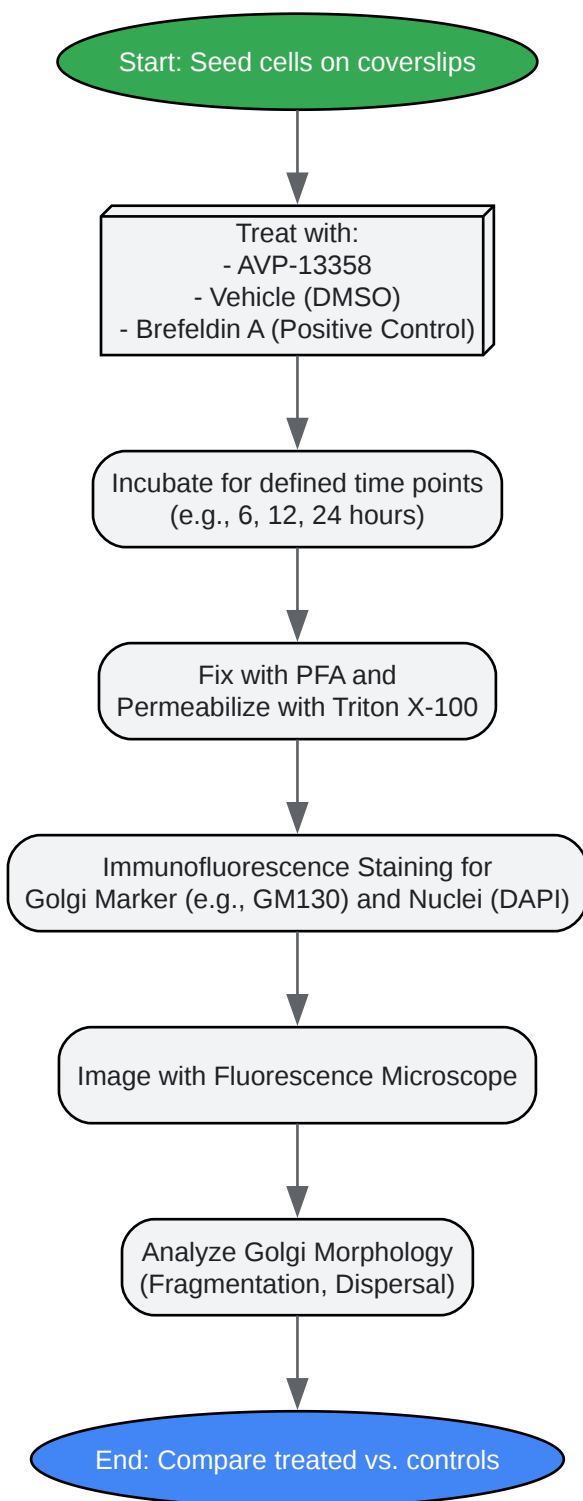 Start: Seed cells on coverslips
Treat with:
- AVP-13358
- Vehicle (DMSO)
- Brefeldin A (Positive Control)
Incubate for defined time points
(e.g., 6, 12, 24 hours)
Fix with PFA and
Permeabilize with Triton X-100
Immunofluorescence Staining for
Golgi Marker (e.g., GM130) and Nuclei (DAPI)
Image with Fluorescence Microscope
Analyze Golgi Morphology
(Fragmentation, Dispersal)
End: Compare treated vs. controls